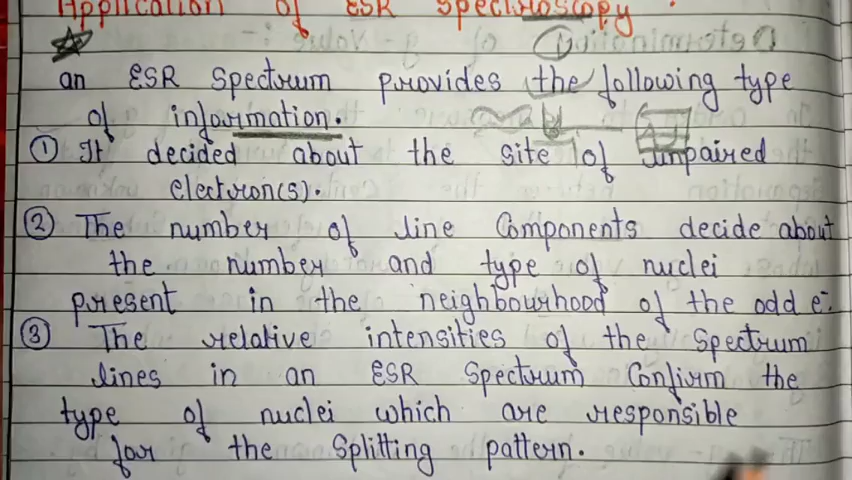 Application of ESR Spectroscopy
an ESR Spectrum provides the following type
of information.
① It decided about the site of unpaired
electron(s).
② The number of line Components decide about
the number and type of nuclei
present in the neighbourhood of the odd e-.
③ The relative intensities of the Spectrum
lines in an ESR Spectrum Confirm the
type of nuclei which are responsible
for the Splitting pattern.